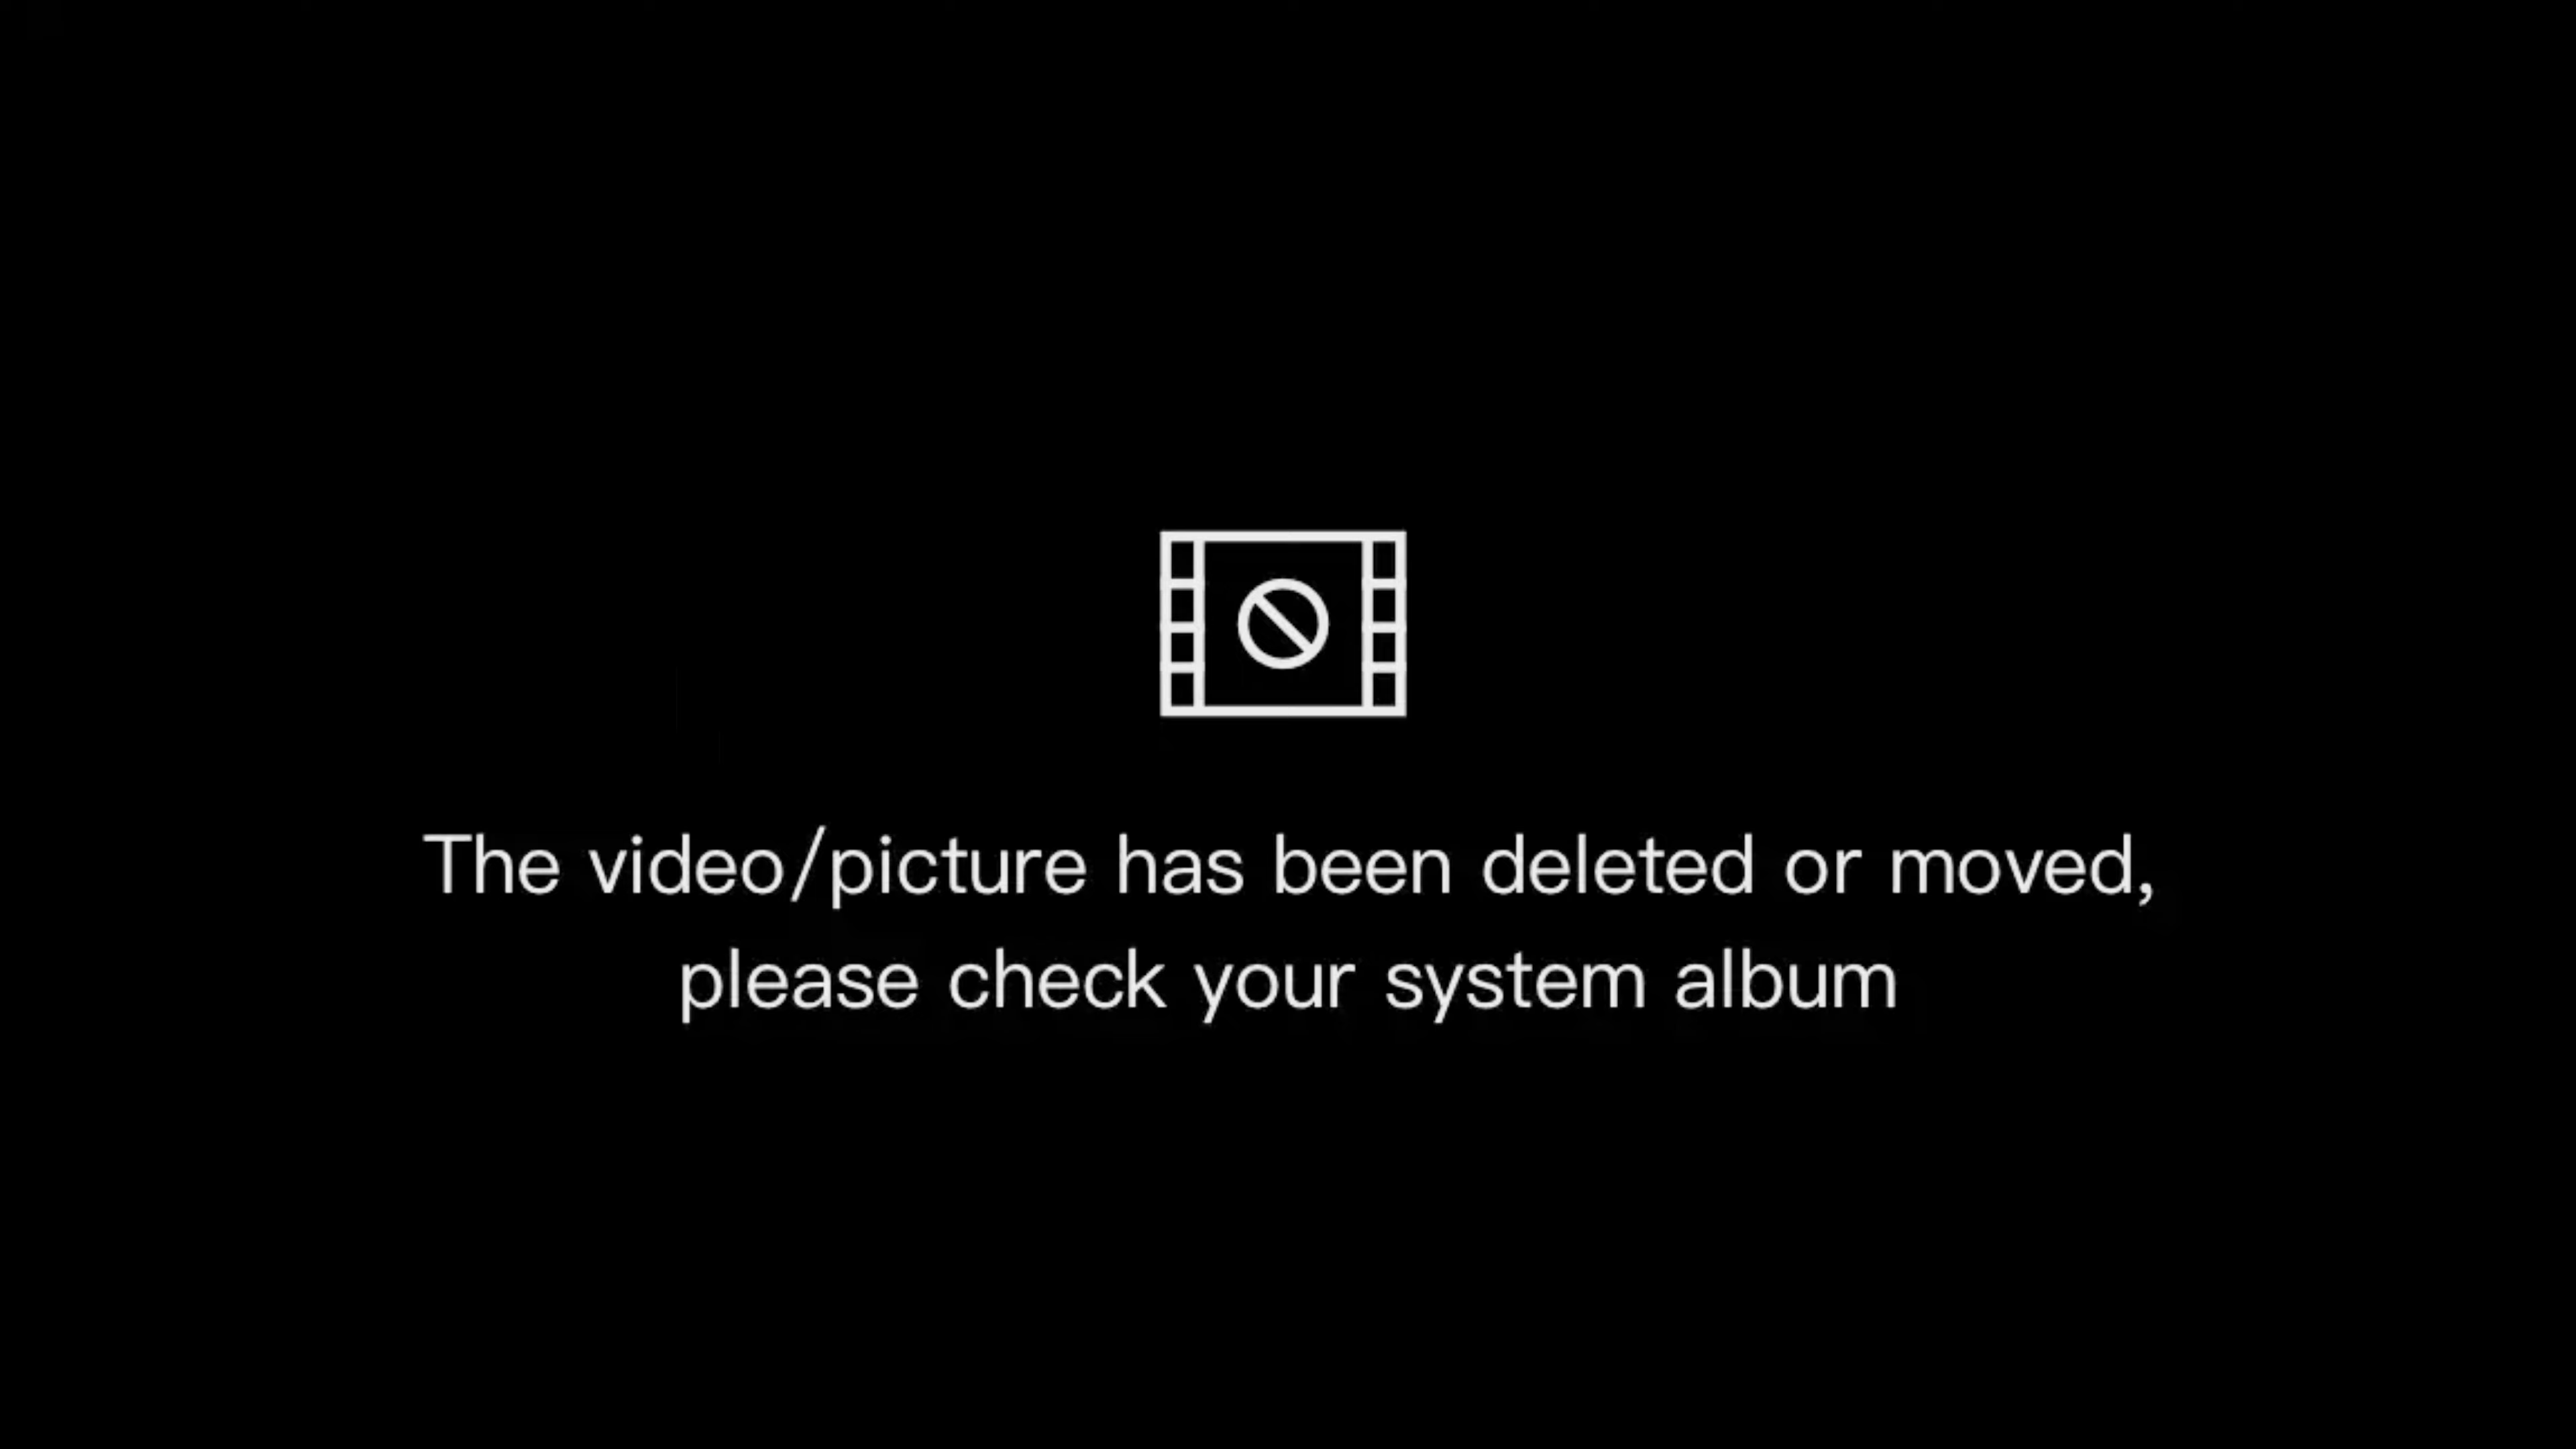 The video/picture has been deleted or moved,
please check your system album